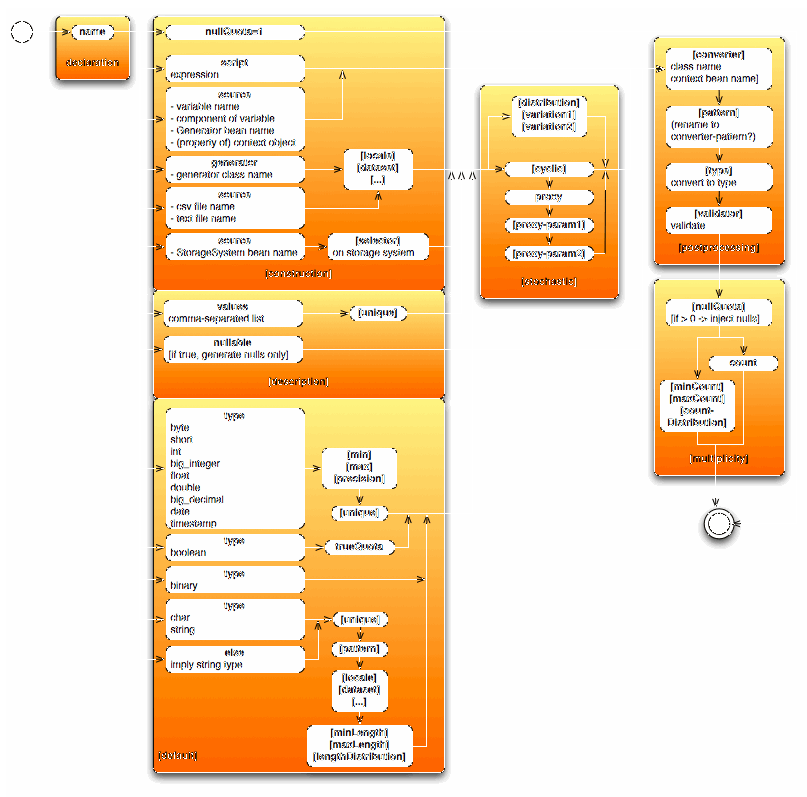 name
declaration
nullQuota=1
script
expression
source
- variable name
- component of variable
- Generator bean name
- (property of) context object
generator
- generator class name
source
- csv file name
- text file name
[locale]
[dataset]
[...]
source
- StorageSystem bean name
[selector]
on storage system
[construction]
values
comma-separated list
[unique]
nullable
[if true, generate nulls only]
[description]
type
byte
short
int
big_integer
float
double
big_decimal
date
timestamp
[min]
[max]
[precision]
[unique]
type
boolean
trueQuota
type
binary
type
char
string
else
imply string type
[unique]
[pattern]
[locale]
[dataset]
[...]
[minLength]
[maxLength]
[lengthDistribution]
[default]
[distribution]
[variation1]
[variation2]
[cyclic]
proxy
[proxy-param1]
[proxy-param2]
[stochastic]
[converter]
class name
context bean name]
[pattern]
(rename to
converter-pattern?)
[type]
convert to type
[validator]
validate
[postprocessing]
[nullQuota]
[if > 0 -> inject nulls]
count
[minCount]
[maxCount]
[count-
Distribution]
[multiplicity]